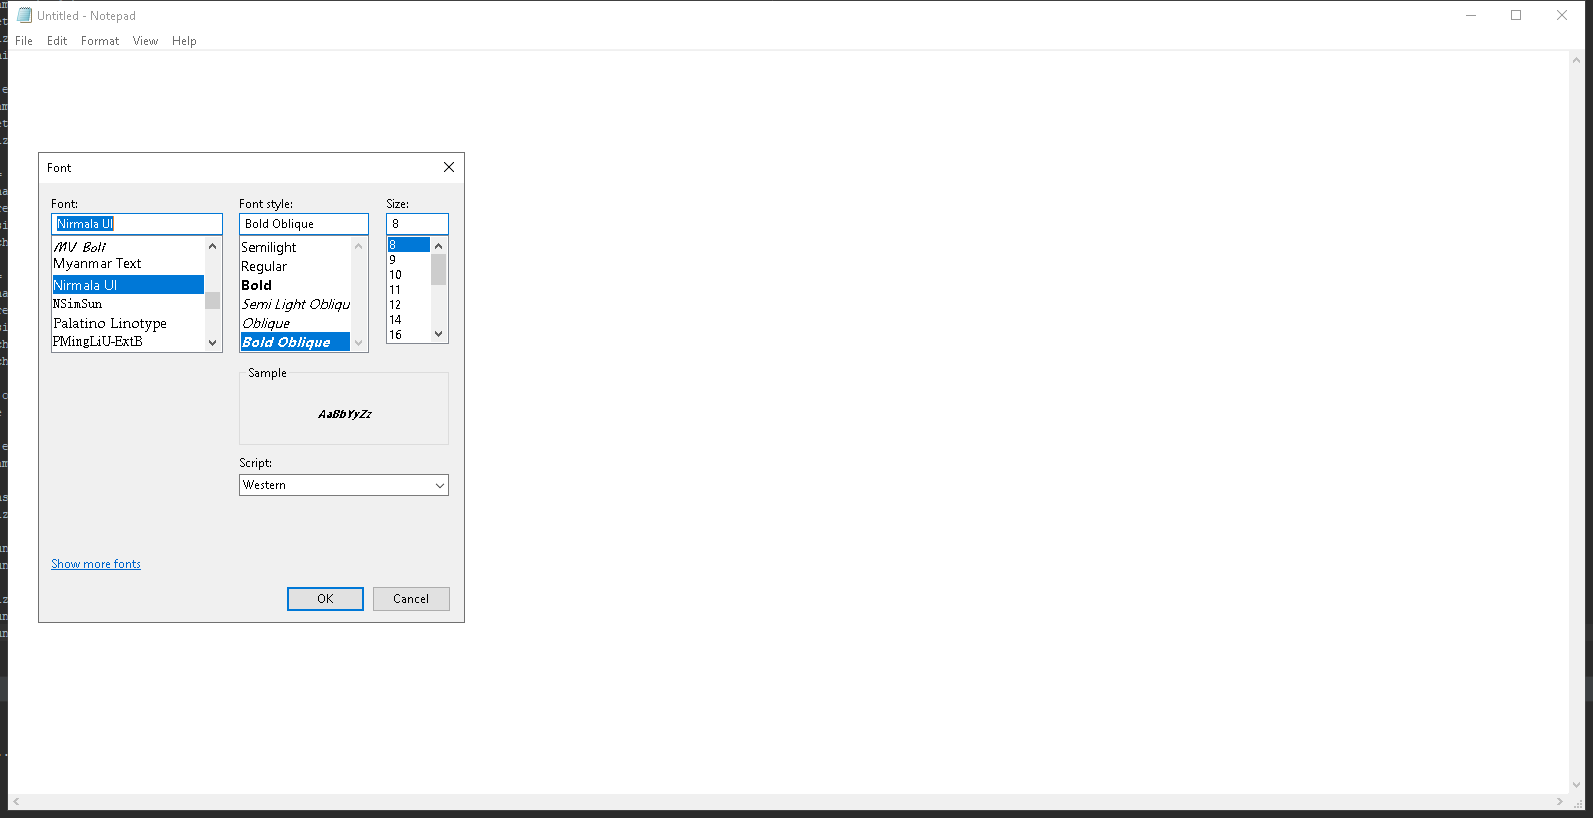 Untitled - Notepad
File Edit Format View Help
Font
Font: Font style: Size:
Nirmala UI Bold Oblique 8
MV Boli
Myanmar Text
Nirmala UI
NSimSun
Palatino Linotype
PMingLiU-ExtB
Semilight
Regular
Bold
Semi Light Obliqu
Oblique
Bold Oblique
8
9
10
11
12
14
16
Sample
AaBbYyZz
Script:
Western
Show more fonts
OK Cancel